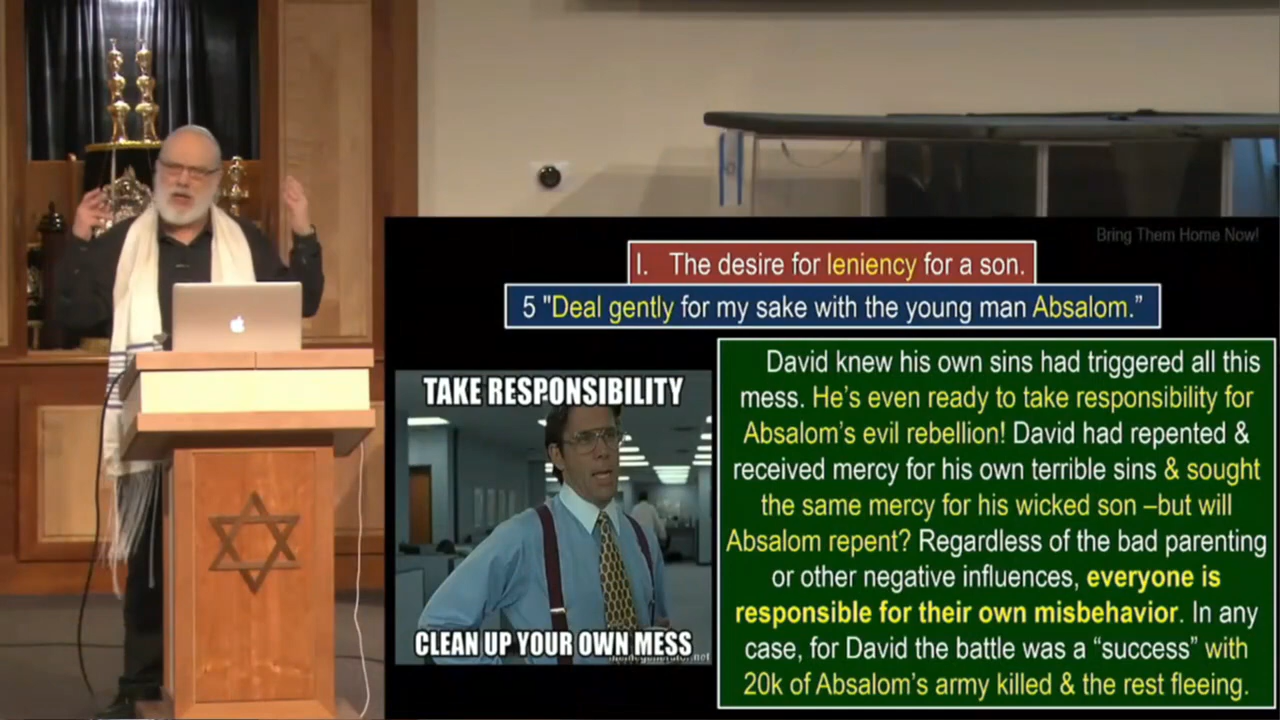 Bring Them Home Now!
I. The desire for leniency for a son.
5 "Deal gently for my sake with the young man Absalom.”
TAKE RESPONSIBILITY
CLEAN UP YOUR OWN MESS
memegenerator.net
David knew his own sins had triggered all this
mess. He’s even ready to take responsibility for
Absalom’s evil rebellion! David had repented &
received mercy for his own terrible sins & sought
the same mercy for his wicked son –but will
Absalom repent? Regardless of the bad parenting
or other negative influences, everyone is
responsible for their own misbehavior. In any
case, for David the battle was a “success” with
20k of Absalom’s army killed & the rest fleeing.